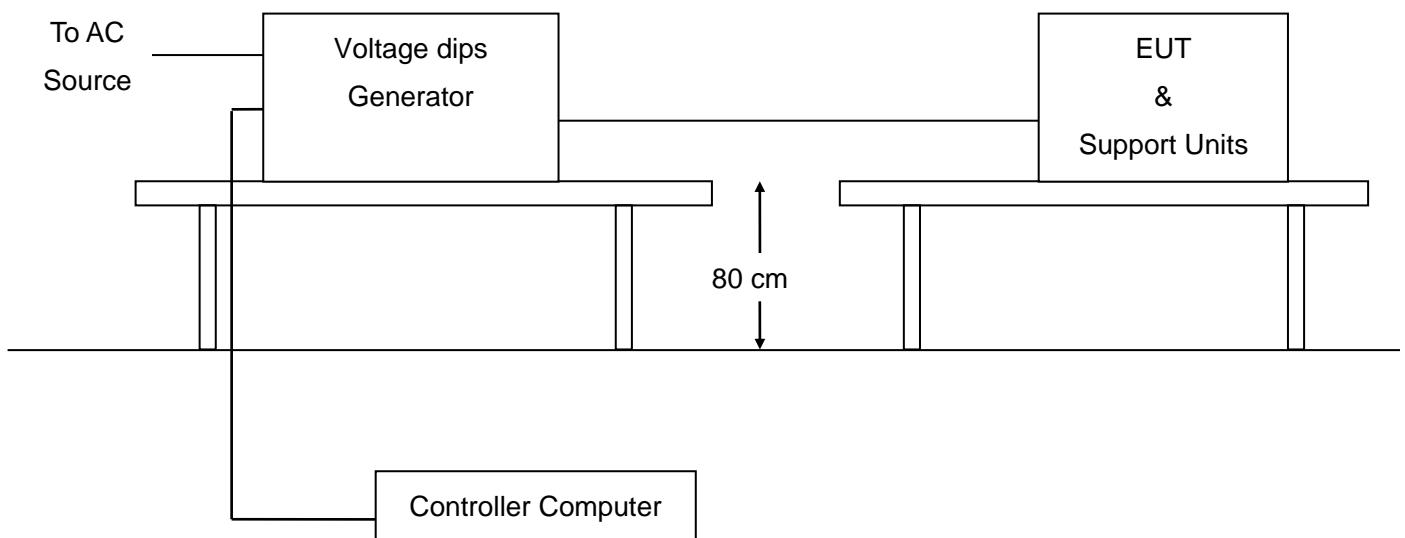 To AC
Source
Voltage dips
Generator
EUT
&
Support Units
80 cm
Controller Computer